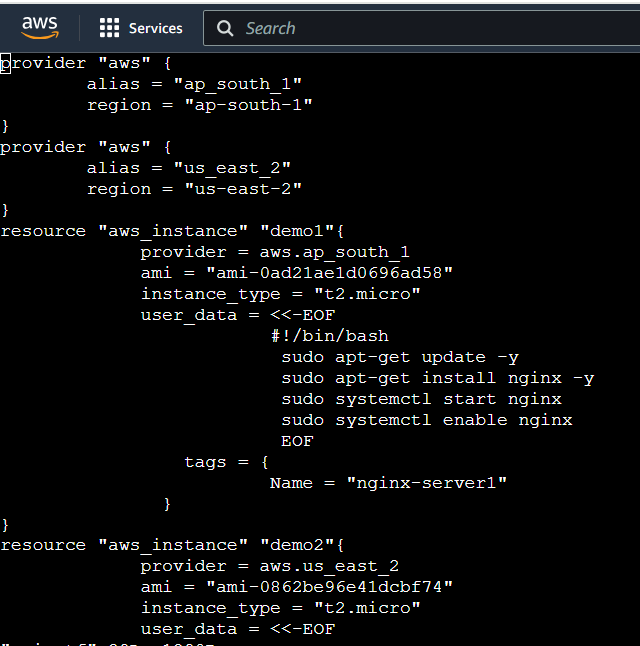 aws Services Search
provider "aws" {
alias = "ap_south_1"
region = "ap-south-1"
}
provider "aws" {
alias = "us_east_2"
region = "us-east-2"
}
resource "aws_instance" "demo1"{
provider = aws.ap_south_1
ami = "ami-0ad21ae1d0696ad58"
instance_type = "t2.micro"
user_data = <<-EOF
#!/bin/bash
sudo apt-get update -y
sudo apt-get install nginx -y
sudo systemctl start nginx
sudo systemctl enable nginx
EOF
tags = {
Name = "nginx-server1"
}
}
resource "aws_instance" "demo2"{
provider = aws.us_east_2
ami = "ami-0862be96e41dcbf74"
instance_type = "t2.micro"
user_data = <<-EOF